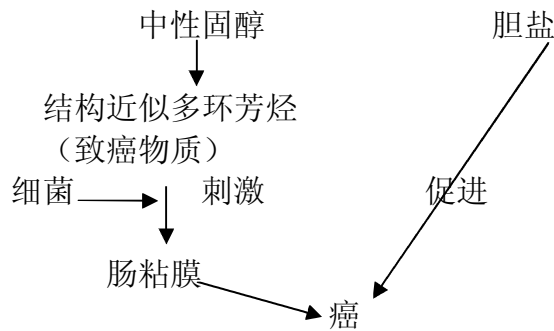 中性固醇
胆盐
结构近似多环芳烃
（致癌物质）
细菌
刺激
促进
肠粘膜
癌